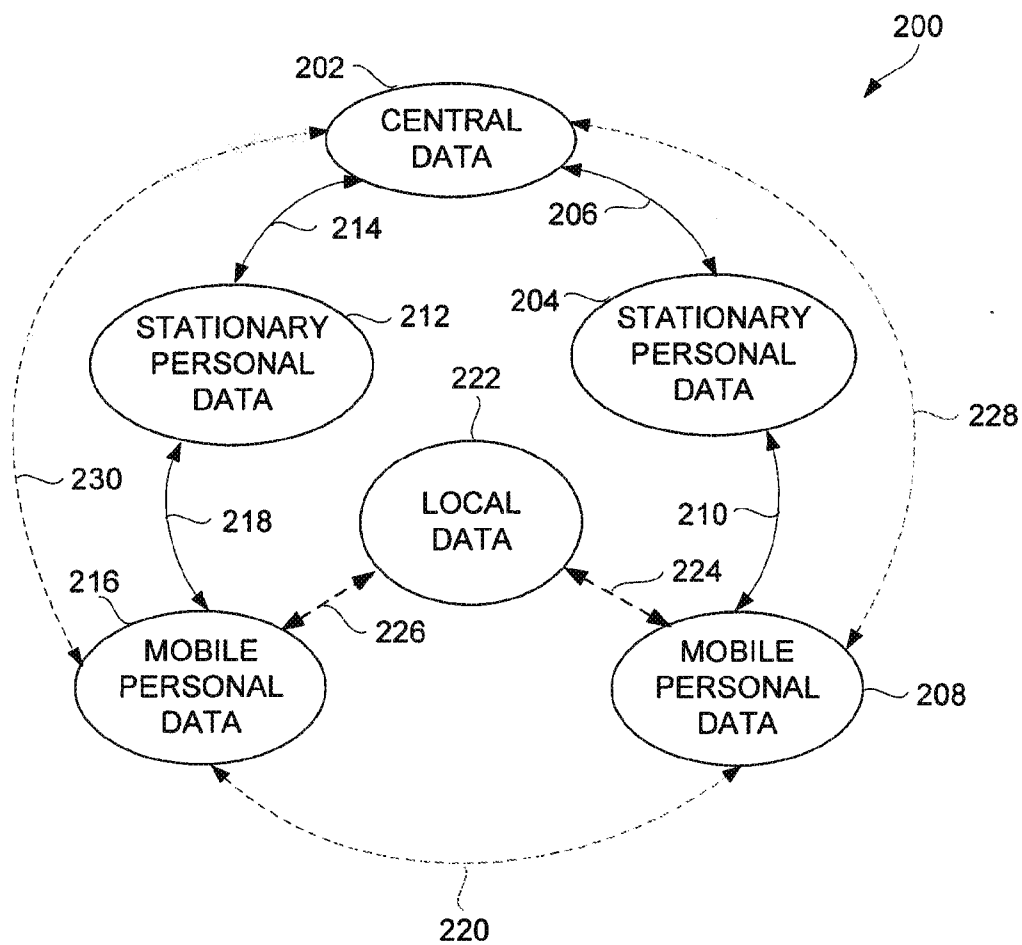 200
202
CENTRAL
DATA
206
214
STATIONARY
PERSONAL
DATA
212
204
STATIONARY
PERSONAL
DATA
222
228
230
LOCAL
DATA
218
210
224
216
226
MOBILE
PERSONAL
DATA
MOBILE
PERSONAL
DATA
208
220